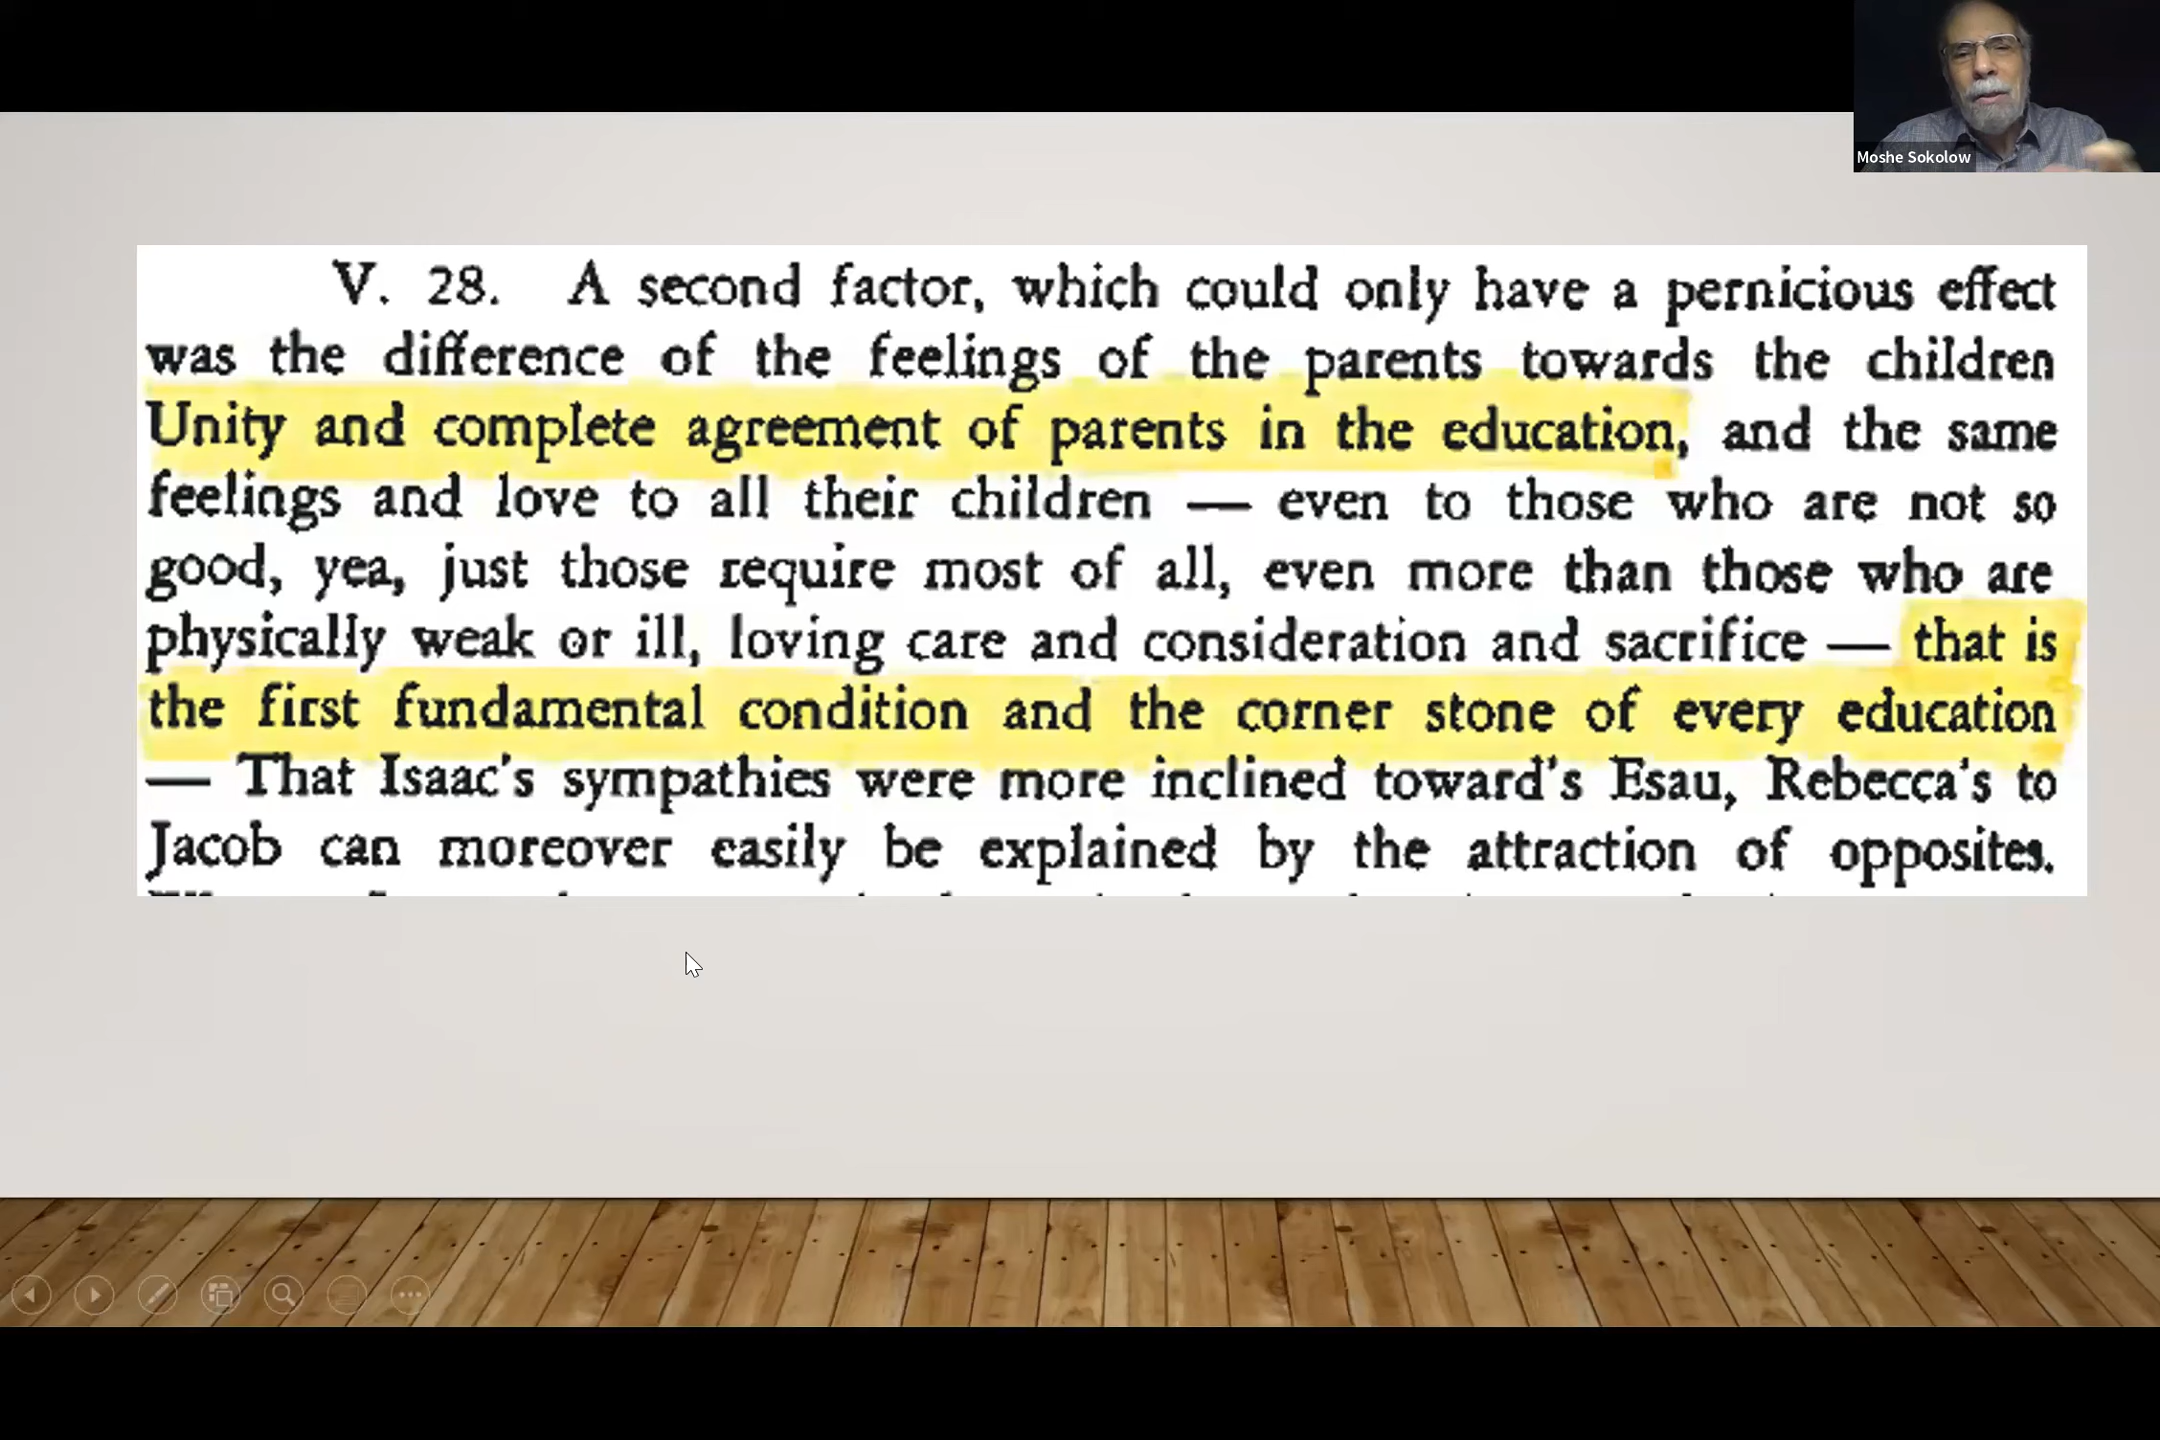 Moshe Sokolow
V. 28. A second factor, which could only have a pernicious effect
was the difference of the feelings of the parents towards the children
Unity and complete agreement of parents in the education, and the same
feelings and love to all their children — even to those who are not so
good, yea, just those require most of all, even more than those who are
physically weak or ill, loving care and consideration and sacrifice — that is
the first fundamental condition and the corner stone of every education
— That Isaac's sympathies were more inclined toward's Esau, Rebecca's to
Jacob can moreover easily be explained by the attraction of opposites.